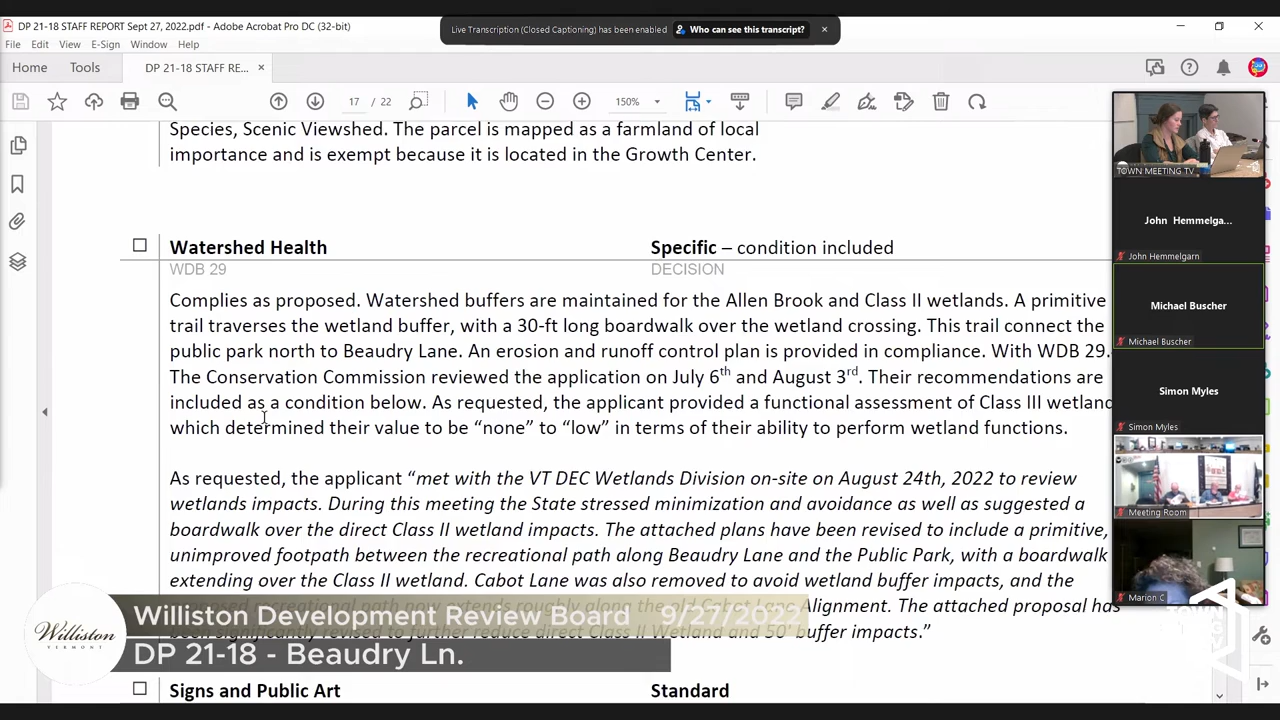 DP 21-18 STAFF REPORT Sept 27, 2022.pdf - Adobe Acrobat Pro DC (32-bit)
Live Transcription (Closed Captioning) has been enabled Who can see this transcript? ×
File Edit View E-Sign Window Help
Home Tools DP 21-18 STAFF RE... ×
17 / 22 150%
Species, Scenic Viewshed. The parcel is mapped as a farmland of local
importance and is exempt because it is located in the Growth Center.
Watershed Health Specific – condition included
WDB 29 DECISION
Complies as proposed. Watershed buffers are maintained for the Allen Brook and Class II wetlands. A primitive
trail traverses the wetland buffer, with a 30-ft long boardwalk over the wetland crossing. This trail connect the
public park north to Beaudry Lane. An erosion and runoff control plan is provided in compliance. With WDB 29.
The Conservation Commission reviewed the application on July 6th and August 3rd. Their recommendations are
included as a condition below. As requested, the applicant provided a functional assessment of Class III wetland
which determined their value to be “none” to “low” in terms of their ability to perform wetland functions.
As requested, the applicant “met with the VT DEC Wetlands Division on-site on August 24th, 2022 to review
wetlands impacts. During this meeting the State stressed minimization and avoidance as well as suggested a
boardwalk over the direct Class II wetland impacts. The attached plans have been revised to include a primitive,
unimproved footpath between the recreational path along Beaudry Lane and the Public Park, with a boardwalk
extending over the Class II wetland. Cabot Lane was also removed to avoid wetland buffer impacts, and the
Alignment. The attached proposal has
buffer impacts.”
Signs and Public Art Standard
TOWN MEETING TV
John Hemmelga...
John Hemmelgarn
Michael Buscher
Michael Buscher
Simon Myles
Simon Myles
Meeting Room
Marion C
Williston
VERMONT
Williston Development Review Board 9/27/2022
DP 21-18 - Beaudry Ln.